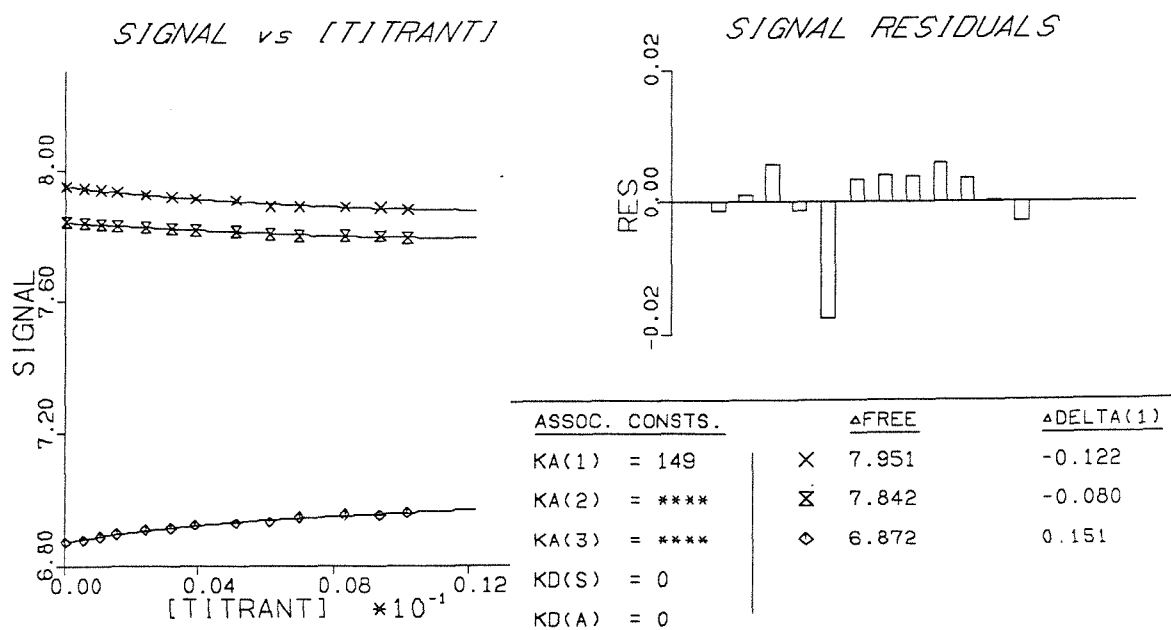 SIGNAL vs [TITRANT]
SIGNAL
8.00
7.60
7.20
6.80
0.00 0.04 0.08 0.12
[TITRANT] *10⁻¹
SIGNAL RESIDUALS
RES
0.02
0.00
-0.02
ASSOC. CONSTS. △FREE △DELTA(1)
KA(1) = 149 7.951 -0.122
KA(2) = **** 7.842 -0.080
KA(3) = **** 6.872 0.151
KD(S) = 0
KD(A) = 0